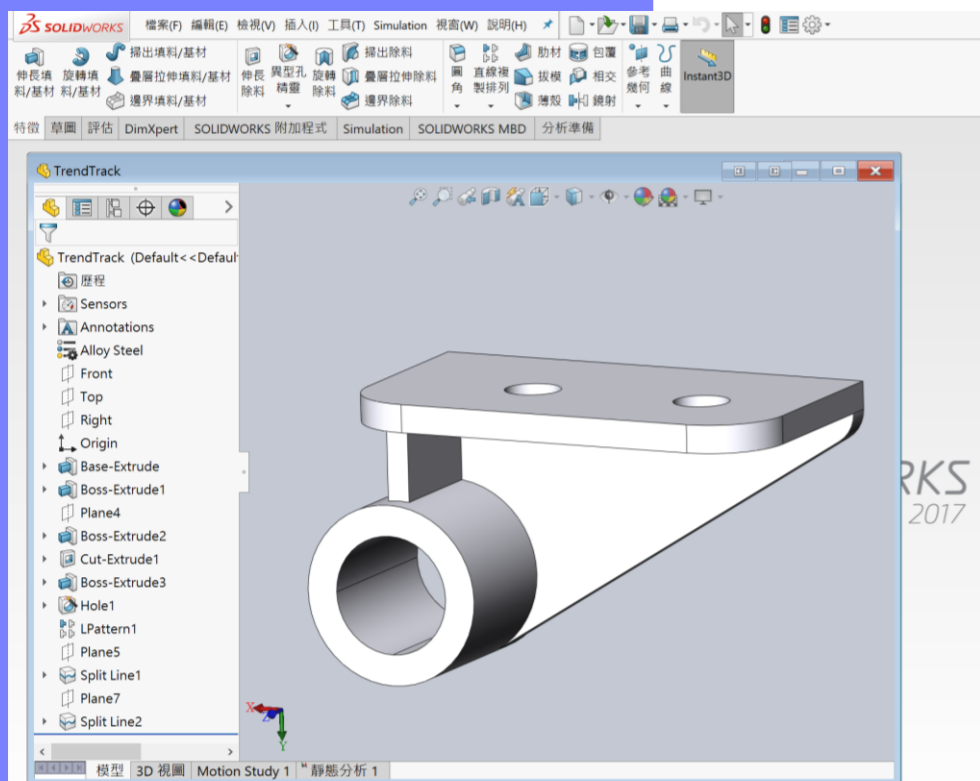 SOLIDWORKS 檔案(F) 編輯(E) 檢視(V) 插入(I) 工具(T) Simulation 視窗(W) 說明(H)
伸長填料/基材 旋轉填料/基材 掃出填料/基材 疊層拉伸填料/基材 邊界填料/基材 伸長除料 異型孔精靈 旋轉除料 掃出除料 疊層拉伸除料 邊界除料 圓角 直線複製排列 肋材 拔模 薄殼 包覆 相交 鏡射 參考幾何 曲線 Instant3D
特徵 草圖 評估 DimXpert SOLIDWORKS 附加程式 Simulation SOLIDWORKS MBD 分析準備
TrendTrack
TrendTrack (Default<<Defaul
歷程
Sensors
Annotations
Alloy Steel
Front
Top
Right
Origin
Base-Extrude
Boss-Extrude1
Plane4
Boss-Extrude2
Cut-Extrude1
Boss-Extrude3
Hole1
LPattern1
Plane5
Split Line1
Plane7
Split Line2
X
Z
Y
RKS
2017
模型 3D 視圖 Motion Study 1 靜態分析 1